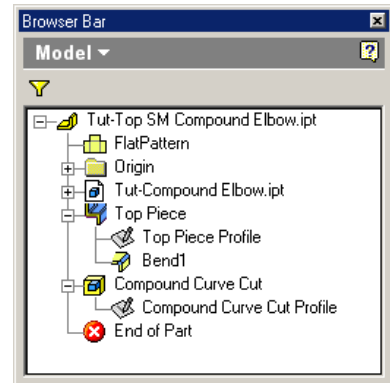 Browser Bar
Model
Tut-Top SM Compound Elbow.ipt
FlatPattern
Origin
Tut-Compound Elbow.ipt
Top Piece
Top Piece Profile
Bend1
Compound Curve Cut
Compound Curve Cut Profile
End of Part